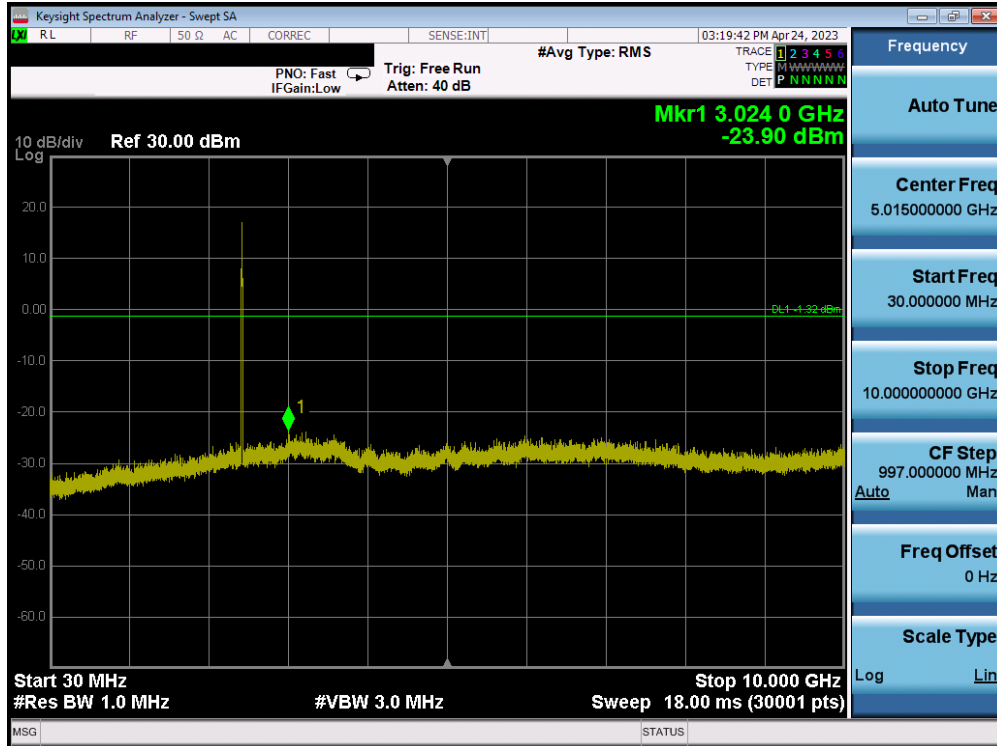 Keysight Spectrum Analyzer - Swept SA
LXI RL RF 50 Ω AC CORREC SENSE:INT 03:19:42 PM Apr 24, 2023
PNO: Fast
IFGain:Low
Trig: Free Run
Atten: 40 dB
#Avg Type: RMS
TRACE 1 2 3 4 5 6
TYPE M WWWWW
DET P N N N N N
Mkr1 3.024 0 GHz
-23.90 dBm
10 dB/div Ref 30.00 dBm
Log
20.0
10.0
0.00
DL1 -1.32 dBm
-10.0
-20.0
1
-30.0
-40.0
-50.0
-60.0
Start 30 MHz Stop 10.000 GHz
#Res BW 1.0 MHz #VBW 3.0 MHz Sweep 18.00 ms (30001 pts)
MSG STATUS
Frequency
Auto Tune
Center Freq
5.015000000 GHz
Start Freq
30.000000 MHz
Stop Freq
10.000000000 GHz
CF Step
997.000000 MHz
Auto Man
Freq Offset
0 Hz
Scale Type
Log Lin